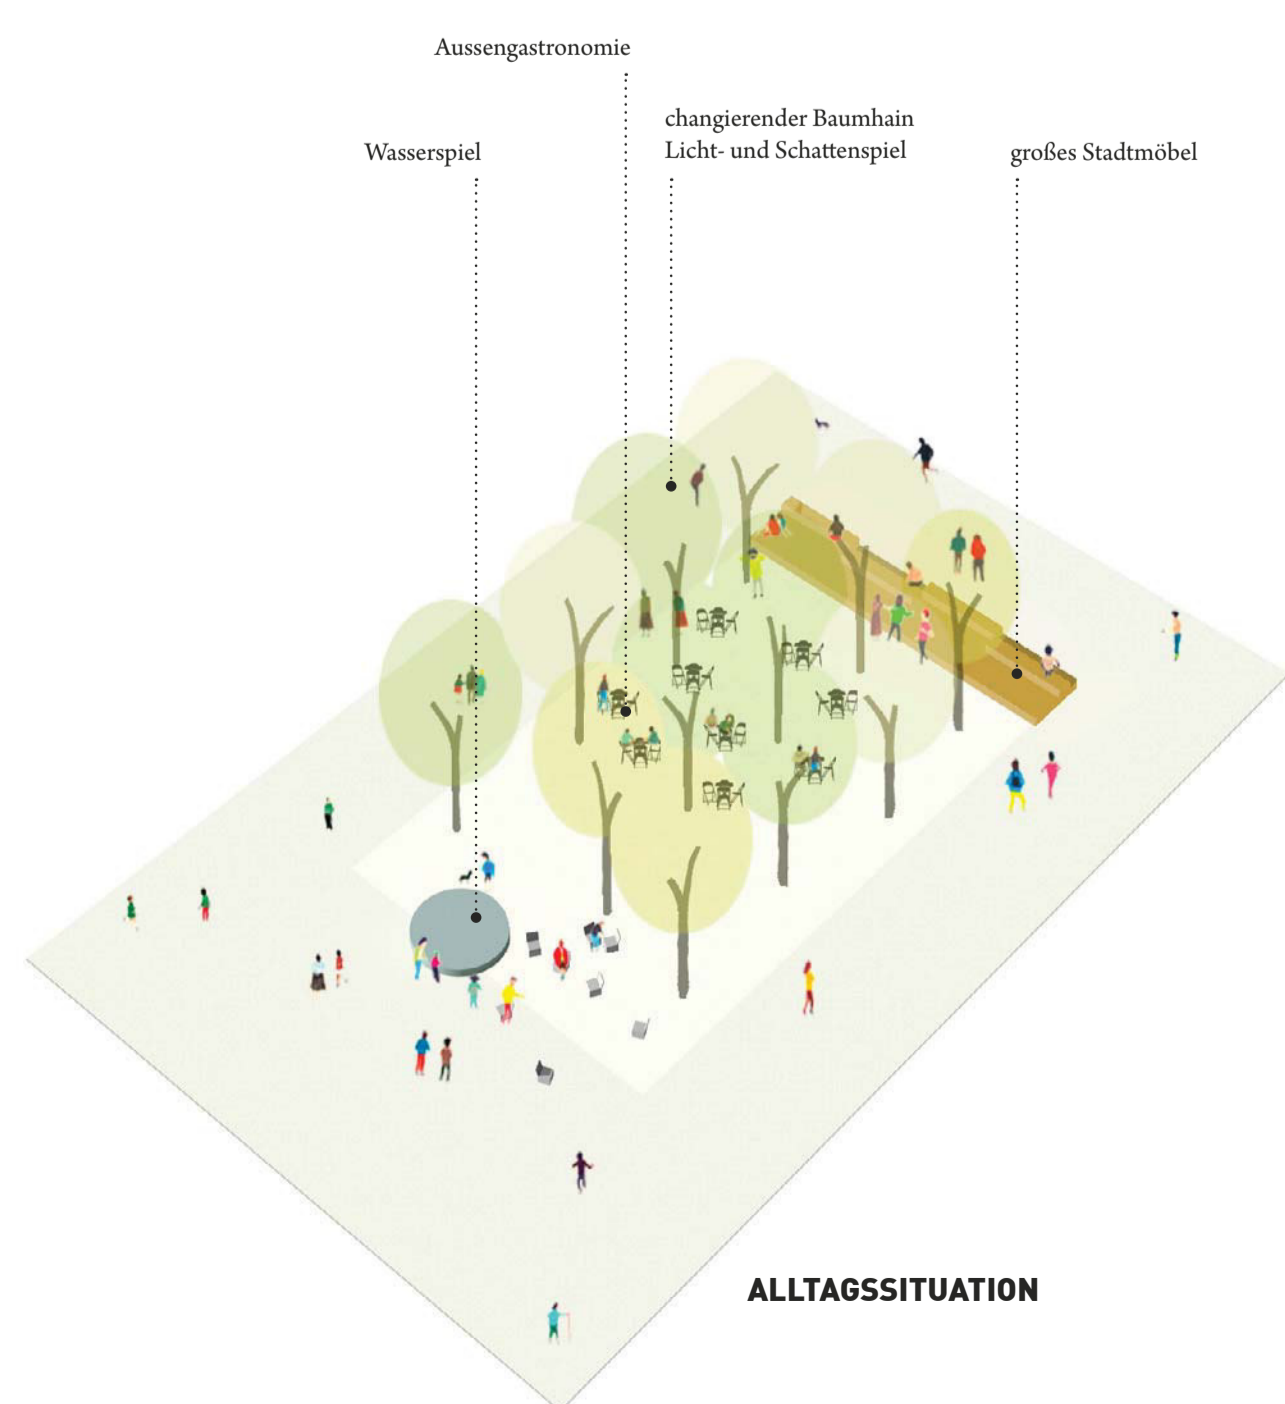 Aussengastronomie
changierender Baumhain
Licht- und Schattenspiel
Wasserspiel
großes Stadtmöbel
ALLTAGSSITUATION